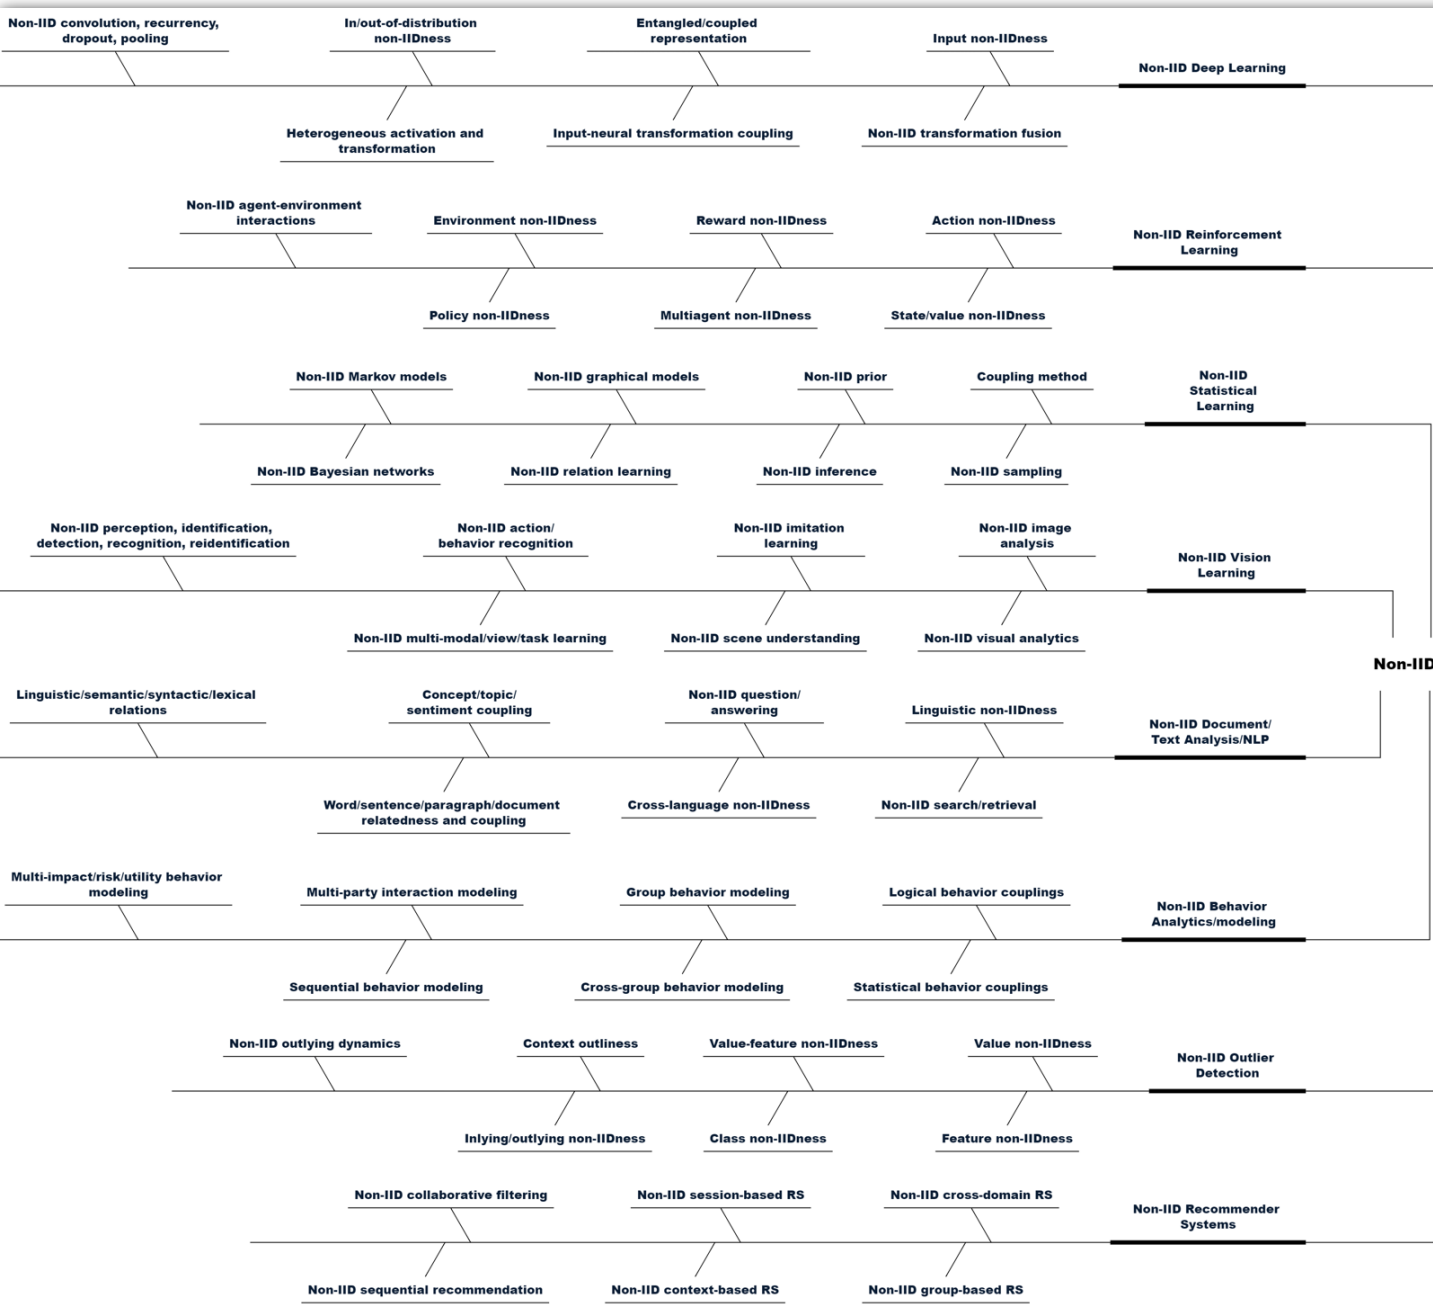 Non-IID convolution, recurrency,
dropout, pooling
In/out-of-distribution
non-IIDness
Entangled/coupled
representation
Input non-IIDness
Non-IID Deep Learning
Heterogeneous activation and
transformation
Input-neural transformation coupling
Non-IID transformation fusion
Non-IID agent-environment
interactions
Environment non-IIDness
Reward non-IIDness
Action non-IIDness
Non-IID Reinforcement
Learning
Policy non-IIDness
Multiagent non-IIDness
State/value non-IIDness
Non-IID Markov models
Non-IID graphical models
Non-IID prior
Coupling method
Non-IID
Statistical
Learning
Non-IID Bayesian networks
Non-IID relation learning
Non-IID inference
Non-IID sampling
Non-IID perception, identification,
detection, recognition, reidentification
Non-IID action/
behavior recognition
Non-IID imitation
learning
Non-IID image
analysis
Non-IID Vision
Learning
Non-IID multi-modal/view/task learning
Non-IID scene understanding
Non-IID visual analytics
Non-IID
Linguistic/semantic/syntactic/lexical
relations
Concept/topic/
sentiment coupling
Non-IID question/
answering
Linguistic non-IIDness
Non-IID Document/
Text Analysis/NLP
Word/sentence/paragraph/document
relatedness and coupling
Cross-language non-IIDness
Non-IID search/retrieval
Multi-impact/risk/utility behavior
modeling
Multi-party interaction modeling
Group behavior modeling
Logical behavior couplings
Non-IID Behavior
Analytics/modeling
Sequential behavior modeling
Cross-group behavior modeling
Statistical behavior couplings
Non-IID outlying dynamics
Context outliness
Value-feature non-IIDness
Value non-IIDness
Non-IID Outlier
Detection
Inlying/outlying non-IIDness
Class non-IIDness
Feature non-IIDness
Non-IID collaborative filtering
Non-IID session-based RS
Non-IID cross-domain RS
Non-IID Recommender
Systems
Non-IID sequential recommendation
Non-IID context-based RS
Non-IID group-based RS